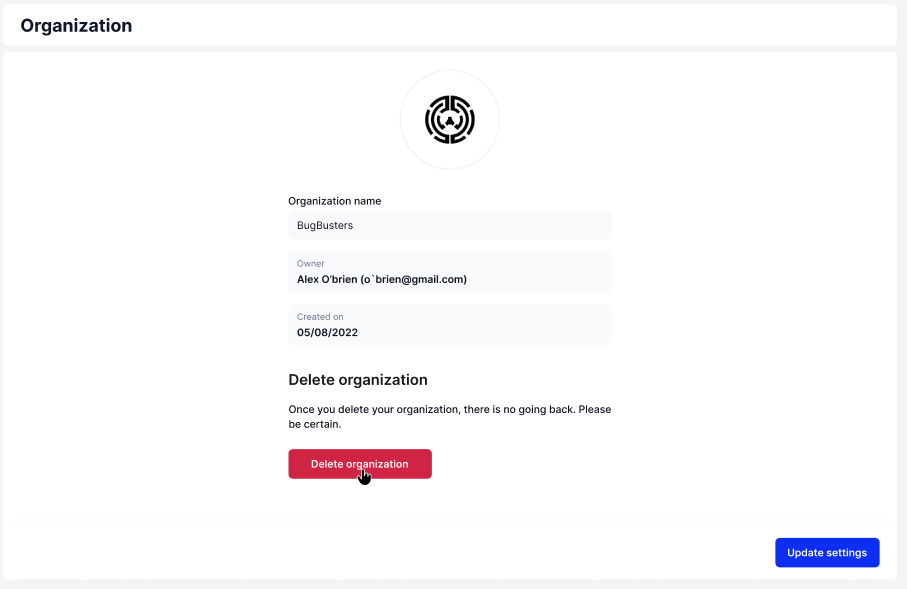 Organization
Organization name
BugBusters
Owner
Alex O'brien (o`brien@gmail.com)
Created on
05/08/2022
Delete organization
Once you delete your organization, there is no going back. Please
be certain.
Delete organization
Update settings